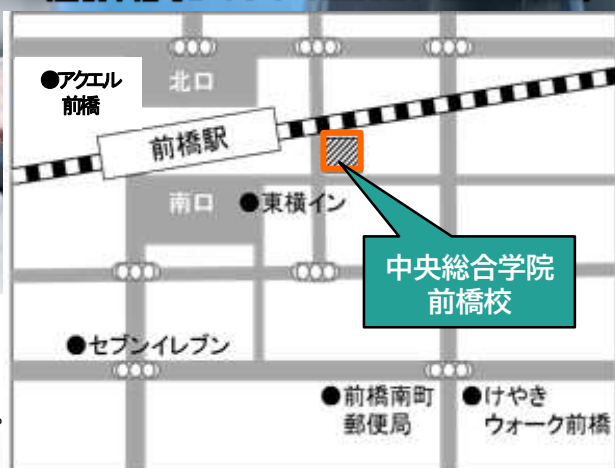 ●アクエル
前橋
北口
前橋駅
南口
●東横イン
中央総合学院
前橋校
●セブンイレブン
●前橋南町
郵便局
●けやき
ウォーク前橋